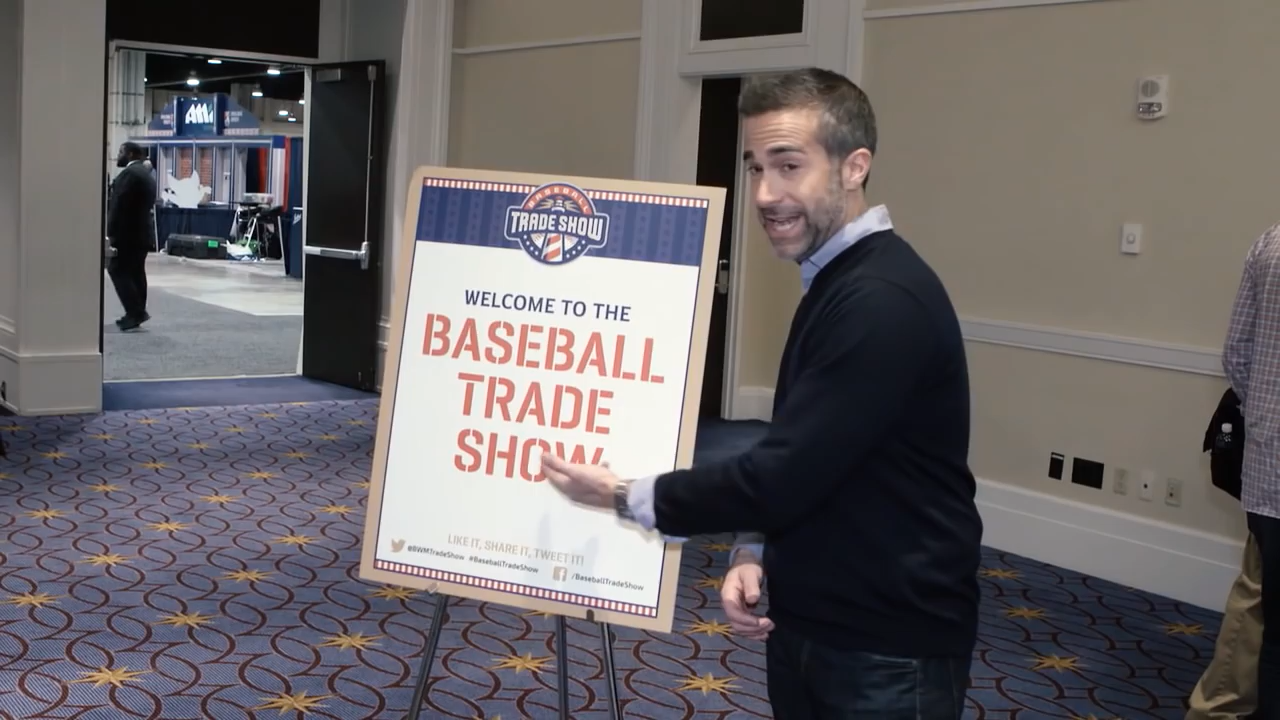 BASEBALL
TRADE SHOW
WELCOME TO THE
BASEBALL
TRADE
SHOW
LIKE IT, SHARE IT, TWEET IT!
@BWMTradeShow #BaseballTradeShow
/BaseballTradeShow